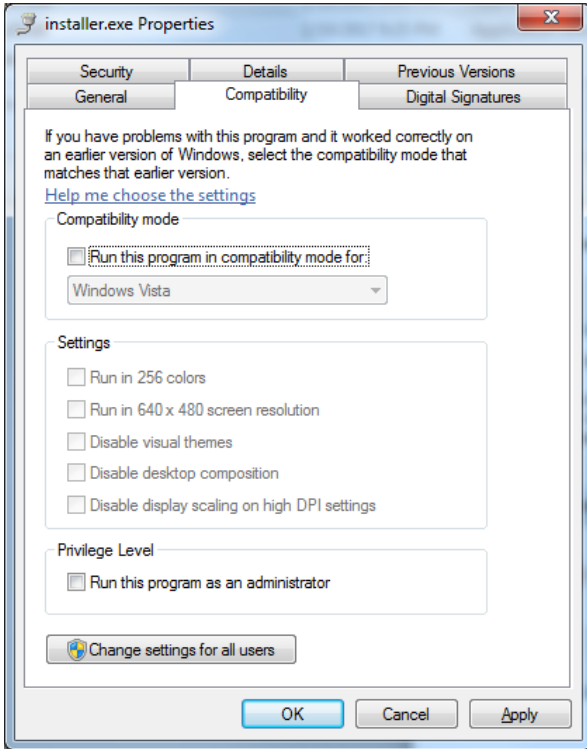 installer.exe Properties
Security Details Previous Versions
General Compatibility Digital Signatures
If you have problems with this program and it worked correctly on
an earlier version of Windows, select the compatibility mode that
matches that earlier version.
Help me choose the settings
Compatibility mode
Run this program in compatibility mode for:
Windows Vista
Settings
Run in 256 colors
Run in 640 x 480 screen resolution
Disable visual themes
Disable desktop composition
Disable display scaling on high DPI settings
Privilege Level
Run this program as an administrator
Change settings for all users
OK Cancel Apply